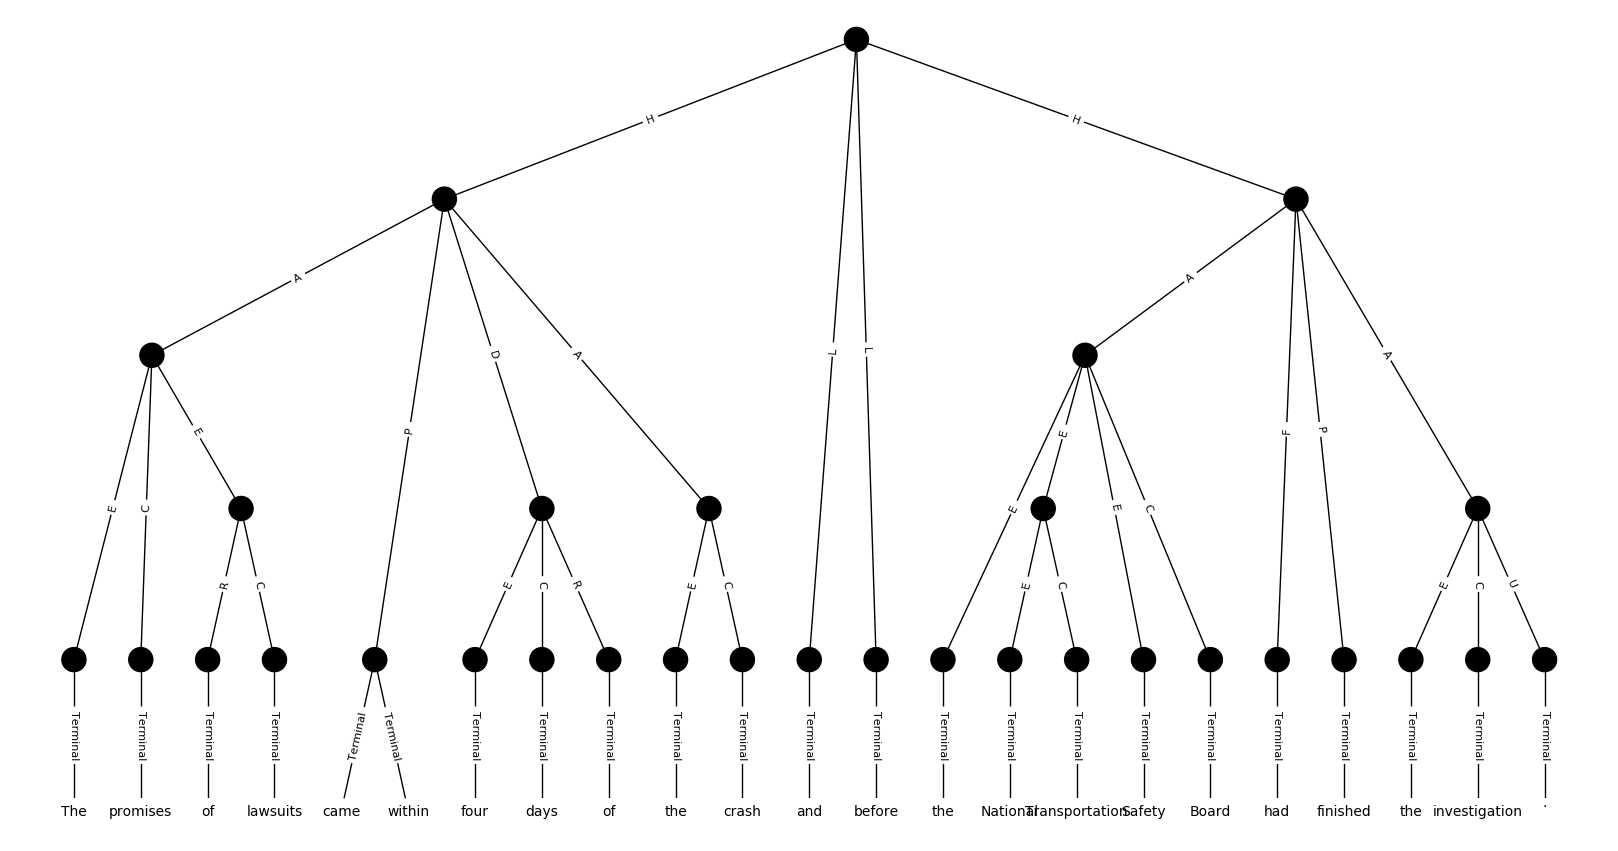 H H
A D A L L A A
P E F P
E C E E E C
R C E C R E C E C E C U
Terminal Terminal Terminal Terminal Terminal Terminal Terminal Terminal Terminal Terminal Terminal Terminal Terminal Terminal Terminal Terminal Terminal Terminal Terminal Terminal Terminal Terminal Terminal Terminal
The promises of lawsuits came within four days of the crash and before the National Transportation Safety Board had finished the investigation .